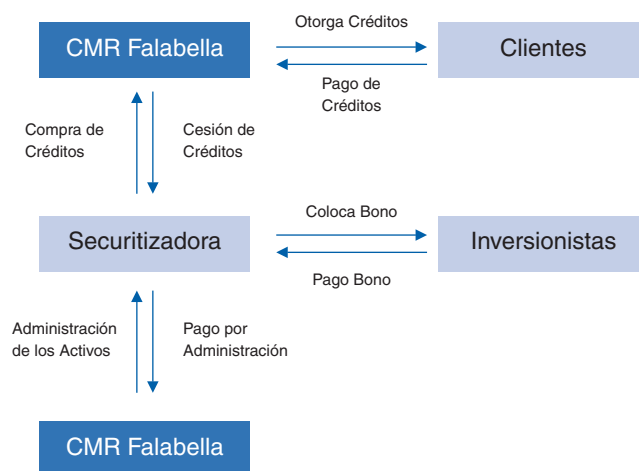 Otorga Créditos
CMR Falabella
Clientes
Pago de
Créditos
Compra de
Créditos
Cesión de
Créditos
Coloca Bono
Securitizadora
Inversionistas
Pago Bono
Administración
de los Activos
Pago por
Administración
CMR Falabella